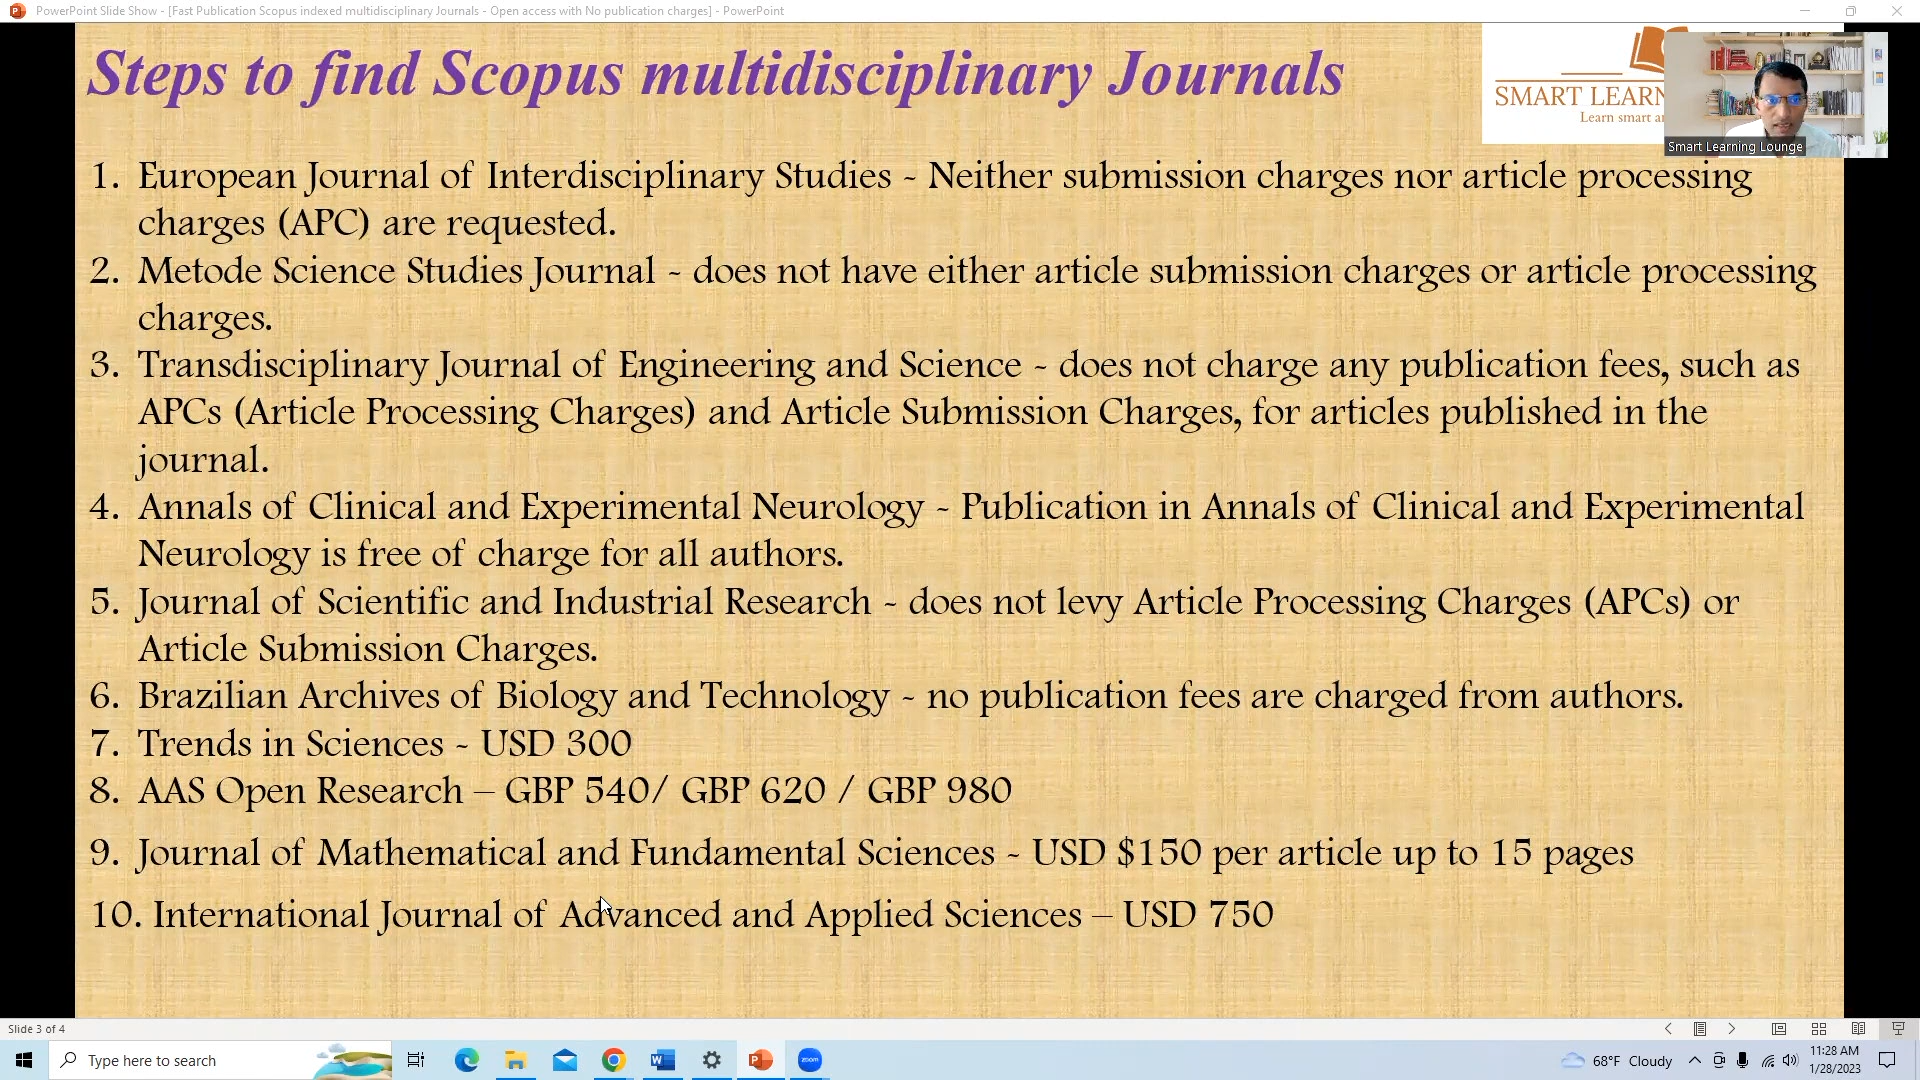 PowerPoint Slide Show - [Fast Publication Scopus indexed multidisciplinary Journals - Open access with No publication charges] - PowerPoint
Steps to find Scopus multidisciplinary Journals
SMART LEARN
Learn smart a
Smart Learning Lounge
1. European Journal of Interdisciplinary Studies - Neither submission charges nor article processing
charges (APC) are requested.
2. Metode Science Studies Journal - does not have either article submission charges or article processing
charges.
3. Transdisciplinary Journal of Engineering and Science - does not charge any publication fees, such as
APCs (Article Processing Charges) and Article Submission Charges, for articles published in the
journal.
4. Annals of Clinical and Experimental Neurology - Publication in Annals of Clinical and Experimental
Neurology is free of charge for all authors.
5. Journal of Scientific and Industrial Research - does not levy Article Processing Charges (APCs) or
Article Submission Charges.
6. Brazilian Archives of Biology and Technology - no publication fees are charged from authors.
7. Trends in Sciences - USD 300
8. AAS Open Research – GBP 540/ GBP 620 / GBP 980
9. Journal of Mathematical and Fundamental Sciences - USD $150 per article up to 15 pages
10. International Journal of Advanced and Applied Sciences – USD 750
Slide 3 of 4
Type here to search
zoom
68°F Cloudy
11:28 AM
1/28/2023